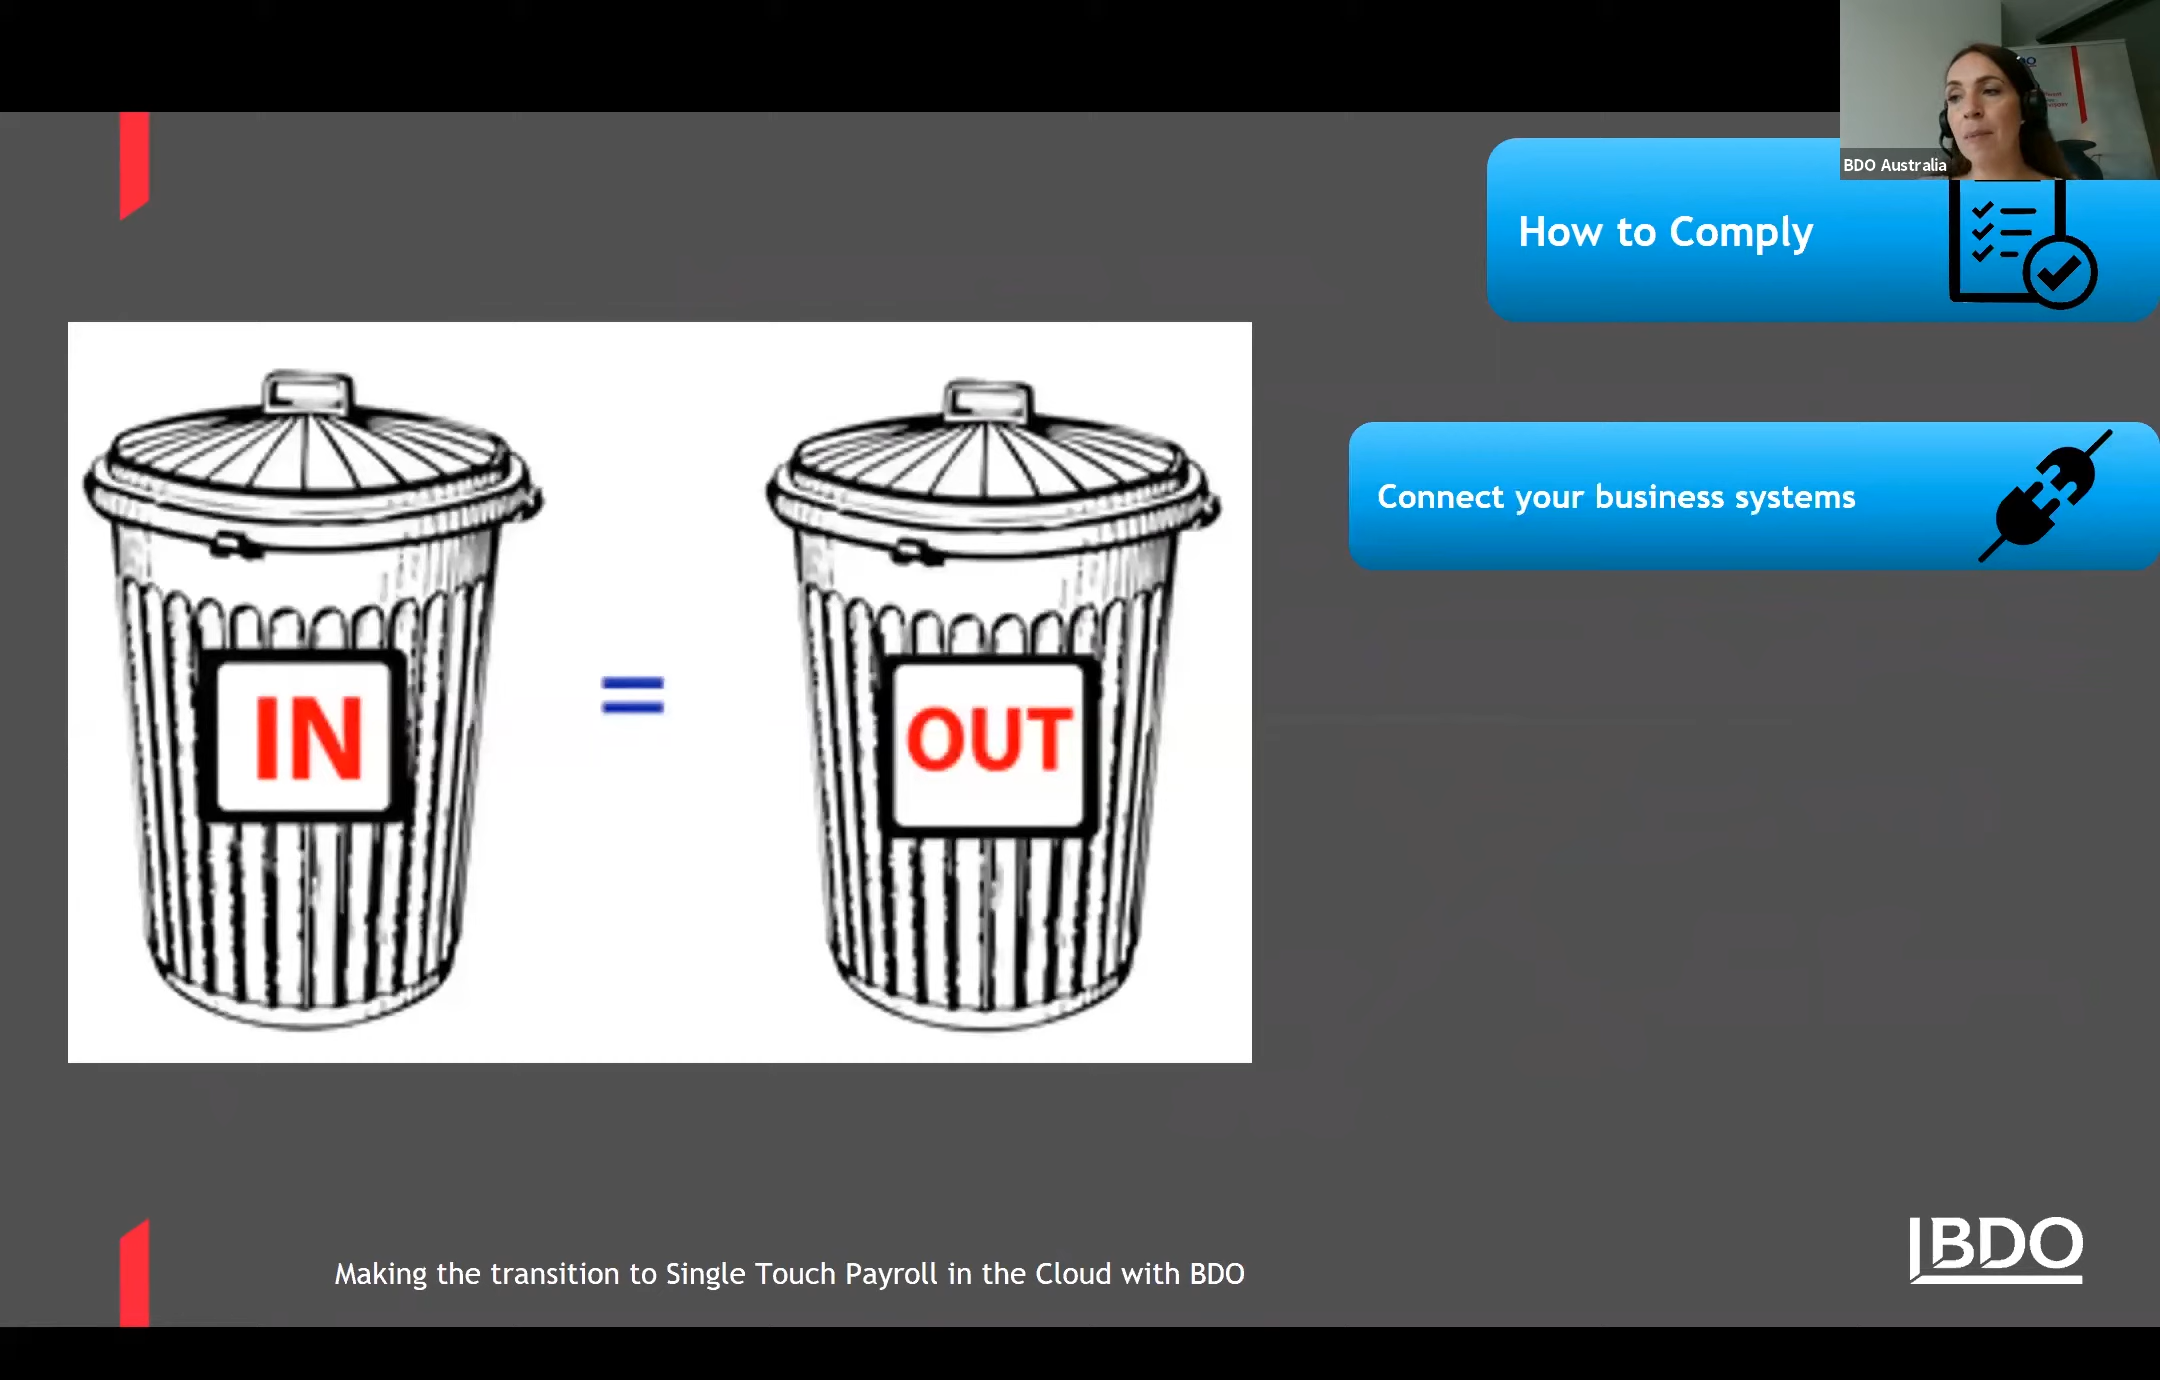 BDO Australia
How to Comply
Connect your business systems
IN
=
OUT
Making the transition to Single Touch Payroll in the Cloud with BDO
BDO